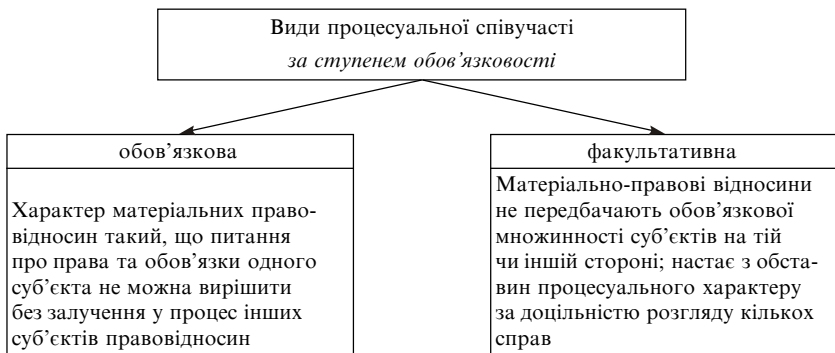 Види процесуальної співучасті
за ступенем обов’язковості
обов’язкова
Характер матеріальних право-
відносин такий, що питання
про права та обов’язки одного
суб’єкта не можна вирішити
без залучення у процес інших
суб’єктів правовідносин
факультативна
Матеріально-правові відносини
не передбачають обов’язкової
множинності суб’єктів на тій
чи іншій стороні; настає з обста-
вин процесуального характеру
за доцільністю розгляду кількох
справ